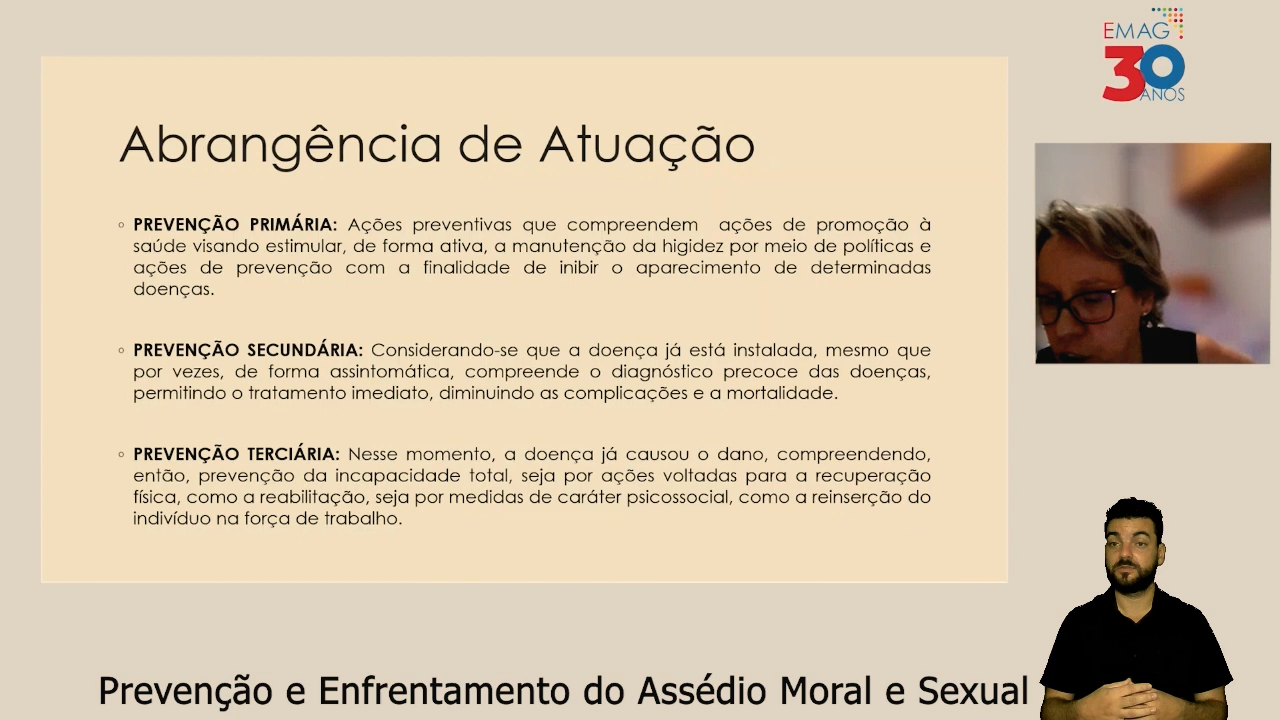 EMAG
30
ANOS
Abrangência de Atuação
◦ PREVENÇÃO PRIMÁRIA: Ações preventivas que compreendem ações de promoção à
saúde visando estimular, de forma ativa, a manutenção da higidez por meio de políticas e
ações de prevenção com a finalidade de inibir o aparecimento de determinadas
doenças.
◦ PREVENÇÃO SECUNDÁRIA: Considerando-se que a doença já está instalada, mesmo que
por vezes, de forma assintomática, compreende o diagnóstico precoce das doenças,
permitindo o tratamento imediato, diminuindo as complicações e a mortalidade.
◦ PREVENÇÃO TERCIÁRIA: Nesse momento, a doença já causou o dano, compreendendo,
então, prevenção da incapacidade total, seja por ações voltadas para a recuperação
física, como a reabilitação, seja por medidas de caráter psicossocial, como a reinserção do
indivíduo na força de trabalho.
Prevenção e Enfrentamento do Assédio Moral e Sexual